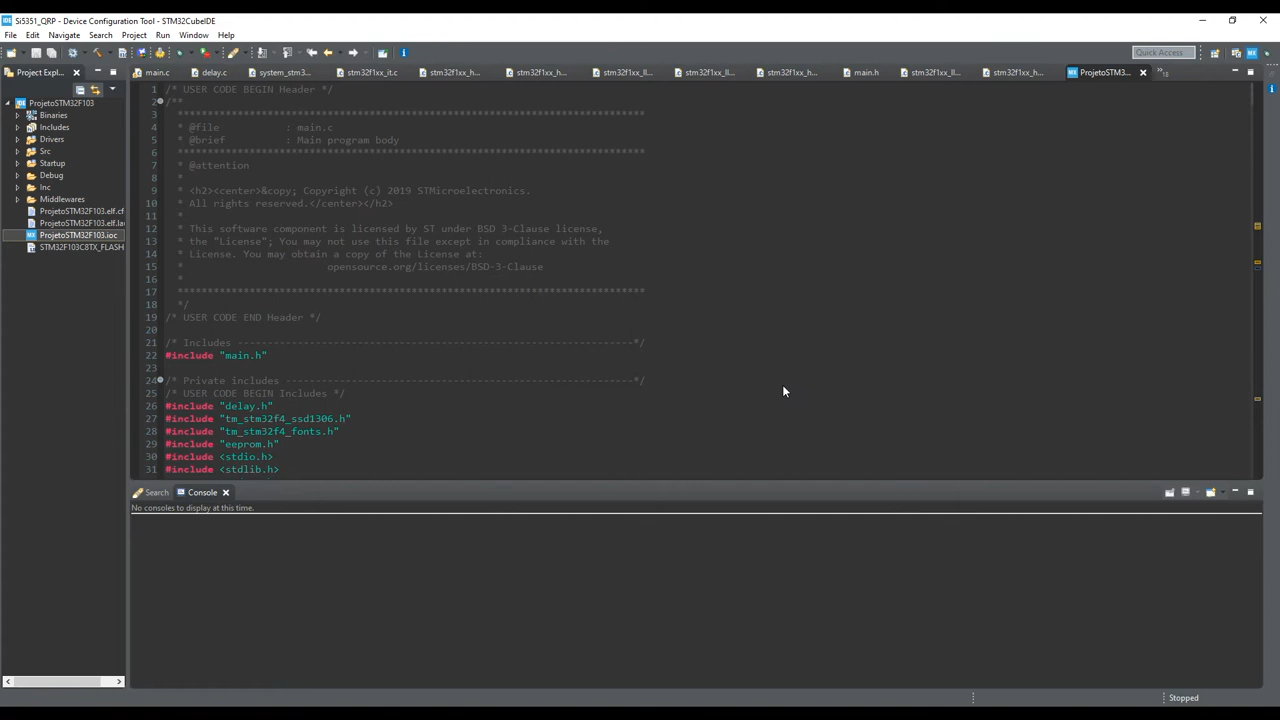 Si5351_QRP - Device Configuration Tool - STM32CubeIDE
File Edit Navigate Search Project Run Window Help
Quick Access
Project Expl...
main.c
delay.c
system_stm3...
stm32f1xx_it.c
stm32f1xx_h...
stm32f1xx_h...
stm32f1xx_ll...
stm32f1xx_ll...
stm32f1xx_h...
main.h
stm32f1xx_ll...
stm32f1xx_h...
ProjetoSTM3...
18
ProjetoSTM32F103
Binaries
Includes
Drivers
Src
Startup
Debug
Inc
Middlewares
ProjetoSTM32F103.elf.cf
ProjetoSTM32F103.elf.la
ProjetoSTM32F103.ioc
STM32F103C8TX_FLASH
1 /* USER CODE BEGIN Header */
2 /**
3 ******************************************************************************
4 * @file : main.c
5 * @brief : Main program body
6 ******************************************************************************
7 * @attention
8 *
9 * <h2><center>&copy; Copyright (c) 2019 STMicroelectronics.
10 * All rights reserved.</center></h2>
11 *
12 * This software component is licensed by ST under BSD 3-Clause license,
13 * the "License"; You may not use this file except in compliance with the
14 * License. You may obtain a copy of the License at:
15 * opensource.org/licenses/BSD-3-Clause
16 *
17 ******************************************************************************
18 */
19 /* USER CODE END Header */
20
21 /* Includes ------------------------------------------------------------------*/
22 #include "main.h"
23
24 /* Private includes ----------------------------------------------------------*/
25 /* USER CODE BEGIN Includes */
26 #include "delay.h"
27 #include "tm_stm32f4_ssd1306.h"
28 #include "tm_stm32f4_fonts.h"
29 #include "eeprom.h"
30 #include <stdio.h>
31 #include <stdlib.h>
Search Console
No consoles to display at this time.
Stopped